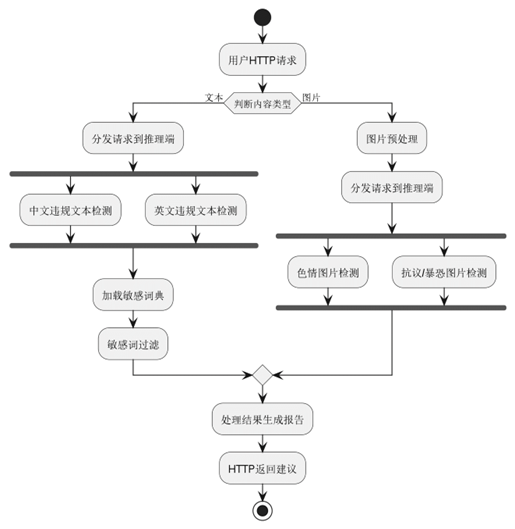 用户HTTP请求
文本
判断内容类型
图片
分发请求到推理端
图片预处理
中文违规文本检测
英文违规文本检测
分发请求到推理端
加载敏感词典
色情图片检测
抗议/暴恐图片检测
敏感词过滤
处理结果生成报告
HTTP返回建议